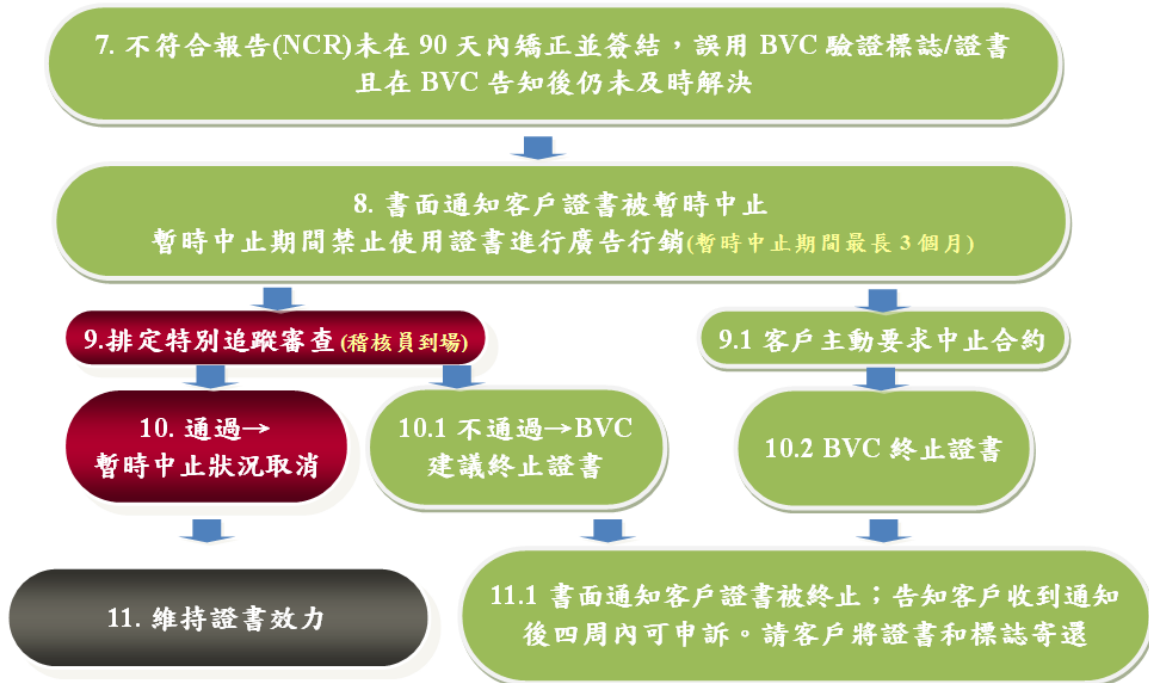 7. 不符合報告(NCR)未在 90 天內矯正並簽結，誤用 BVC 驗證標誌/證書
且在 BVC 告知後仍未及時解決
8. 書面通知客戶證書被暫時中止
暫時中止期間禁止使用證書進行廣告行銷(暫時中止期間最長 3 個月)
9.排定特別追蹤審查(稽核員到場)
9.1 客戶主動要求中止合約
10. 通過→
暫時中止狀況取消
10.1 不通過→BVC
建議終止證書
10.2 BVC 終止證書
11. 維持證書效力
11.1 書面通知客戶證書被終止；告知客戶收到通知
後四周內可申訴。請客戶將證書和標誌寄還